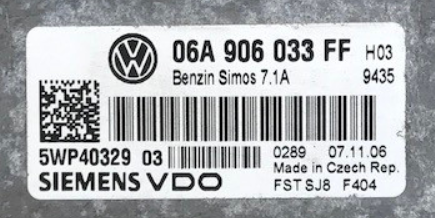 06A 906 033 FF H03
Benzin Simos 7.1A 9435
5WP40329 03 0289 07.11.06
Made in Czech Rep.
SIEMENS VDO FST SJ8 F404